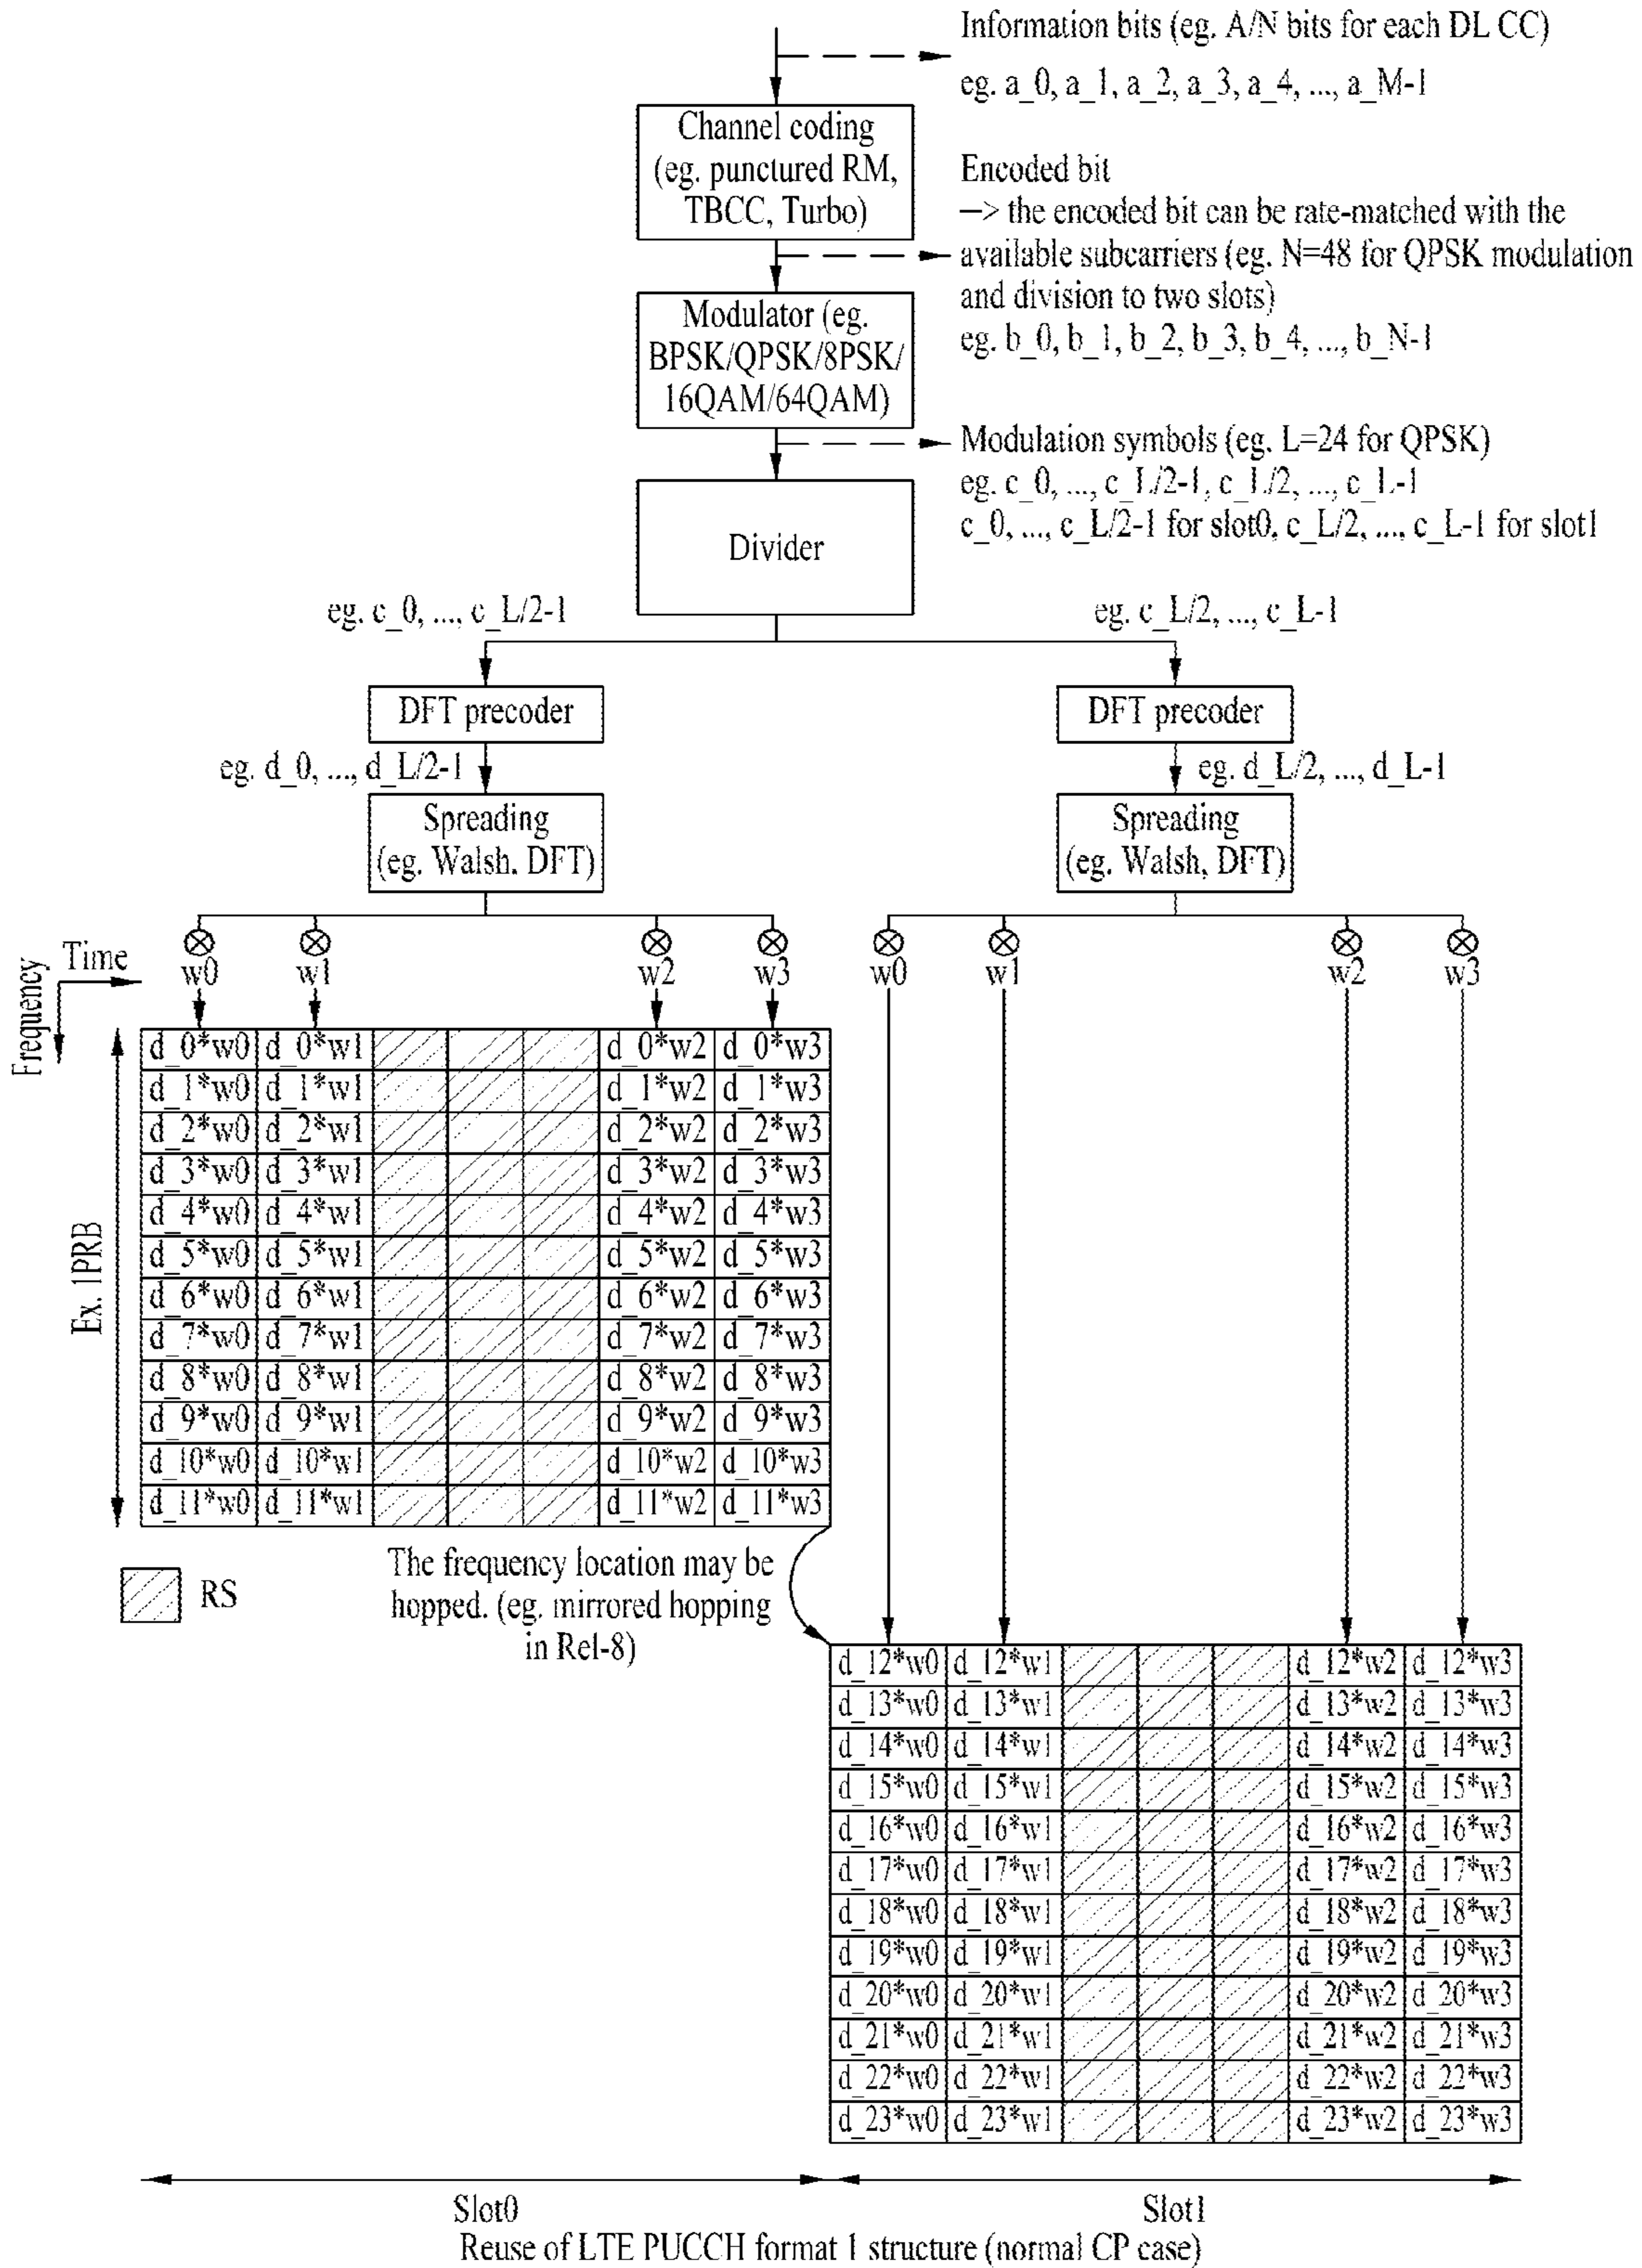 Information bits (eg. A/N bits for each DL CC)
eg. a_0, a_1, a_2, a_3, a_4, ..., a_M-1
Channel coding
(eg. punctured RM,
TBCC, Turbo)
Encoded bit
—> the encoded bit can be rate-matched with the
available subcarriers (eg. N=48 for QPSK modulation
and division to two slots)
eg. b_0, b_1, b_2, b_3, b_4, ..., b_N-1
Modulator (eg.
BPSK/QPSK/8PSK/
16QAM/64QAM)
Modulation symbols (eg. L=24 for QPSK)
eg. c_0, ..., c_L/2-1, c_L/2, ..., c_L-1
c_0, ..., c_L/2-1 for slot0, c_L/2, ..., c_L-1 for slot1
Divider
eg. c_0, ..., c_L/2-1
eg. c_L/2, ..., c_L-1
DFT precoder
DFT precoder
eg. d_0, ..., d_L/2-1
eg. d_L/2, ..., d_L-1
Spreading
(eg. Walsh, DFT)
Spreading
(eg. Walsh, DFT)
Time
Frequency
w0 w1 w2 w3 w0 w1 w2 w3
Ex. 1PRB
d_0*w0 d_0*w1 d_0*w2 d_0*w3
d_1*w0 d_1*w1 d_1*w2 d_1*w3
d_2*w0 d_2*w1 d_2*w2 d_2*w3
d_3*w0 d_3*w1 d_3*w2 d_3*w3
d_4*w0 d_4*w1 d_4*w2 d_4*w3
d_5*w0 d_5*w1 d_5*w2 d_5*w3
d_6*w0 d_6*w1 d_6*w2 d_6*w3
d_7*w0 d_7*w1 d_7*w2 d_7*w3
d_8*w0 d_8*w1 d_8*w2 d_8*w3
d_9*w0 d_9*w1 d_9*w2 d_9*w3
d_10*w0 d_10*w1 d_10*w2 d_10*w3
d_11*w0 d_11*w1 d_11*w2 d_11*w3
RS
The frequency location may be
hopped. (eg. mirrored hopping
in Rel-8)
d_12*w0 d_12*w1 d_12*w2 d_12*w3
d_13*w0 d_13*w1 d_13*w2 d_13*w3
d_14*w0 d_14*w1 d_14*w2 d_14*w3
d_15*w0 d_15*w1 d_15*w2 d_15*w3
d_16*w0 d_16*w1 d_16*w2 d_16*w3
d_17*w0 d_17*w1 d_17*w2 d_17*w3
d_18*w0 d_18*w1 d_18*w2 d_18*w3
d_19*w0 d_19*w1 d_19*w2 d_19*w3
d_20*w0 d_20*w1 d_20*w2 d_20*w3
d_21*w0 d_21*w1 d_21*w2 d_21*w3
d_22*w0 d_22*w1 d_22*w2 d_22*w3
d_23*w0 d_23*w1 d_23*w2 d_23*w3
Slot0
Slot1
Reuse of LTE PUCCH format 1 structure (normal CP case)